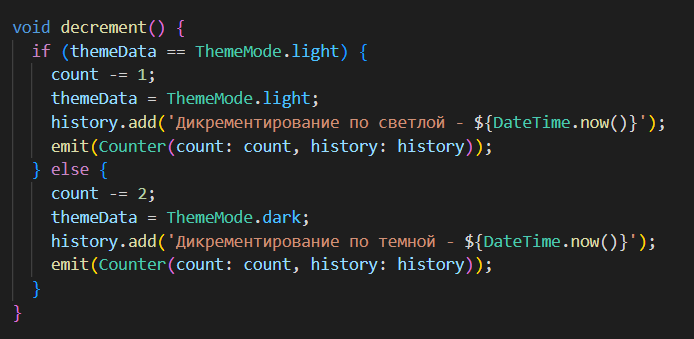 void decrement() {
if (themeData == ThemeMode.light) {
count -= 1;
themeData = ThemeMode.light;
history.add('Дикрементирование по светлой - ${DateTime.now()}');
emit(Counter(count: count, history: history));
} else {
count -= 2;
themeData = ThemeMode.dark;
history.add('Дикрементирование по темной - ${DateTime.now()}');
emit(Counter(count: count, history: history));
}
}